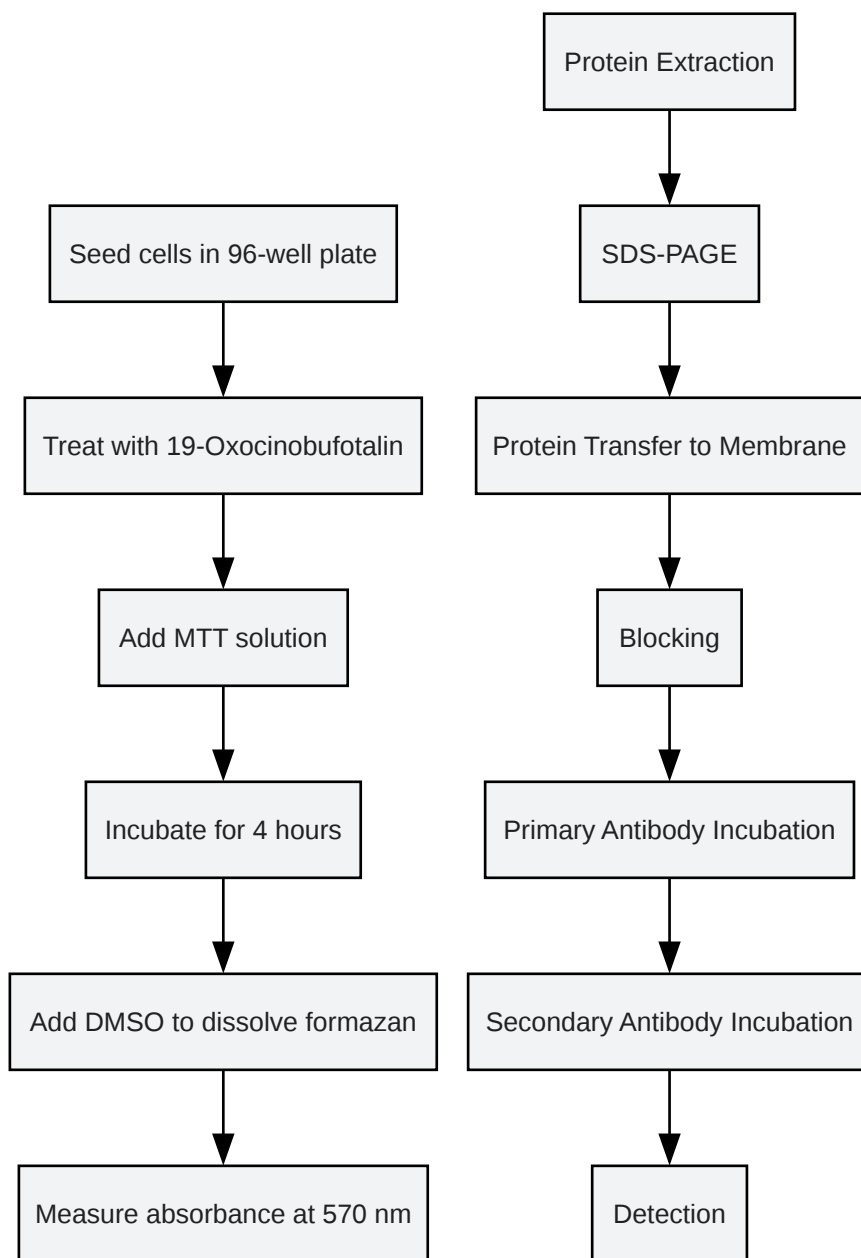 Protein Extraction
Seed cells in 96-well plate
SDS-PAGE
Treat with 19-Oxocinobufotalin
Protein Transfer to Membrane
Add MTT solution
Blocking
Incubate for 4 hours
Primary Antibody Incubation
Add DMSO to dissolve formazan
Secondary Antibody Incubation
Measure absorbance at 570 nm
Detection